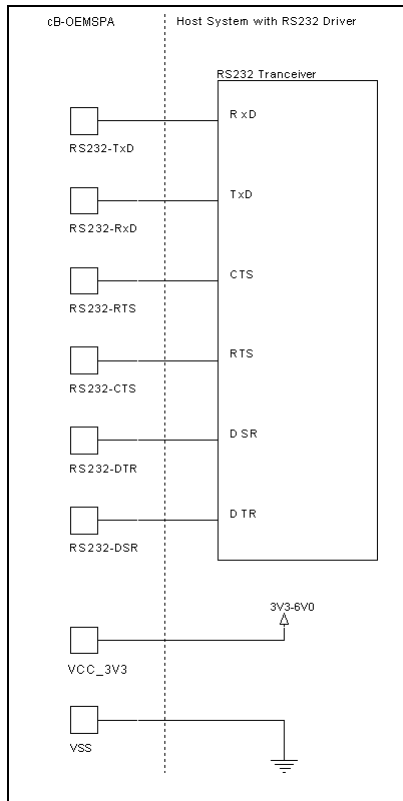 cB-OEMSPA
Host System with RS232 Driver
RS232 Tranceiver
RxD
RS232-TxD
TxD
RS232-RxD
CTS
RS232-RTS
RTS
RS232-CTS
DSR
RS232-DTR
DTR
RS232-DSR
3V3-6V0
VCC_3V3
VSS